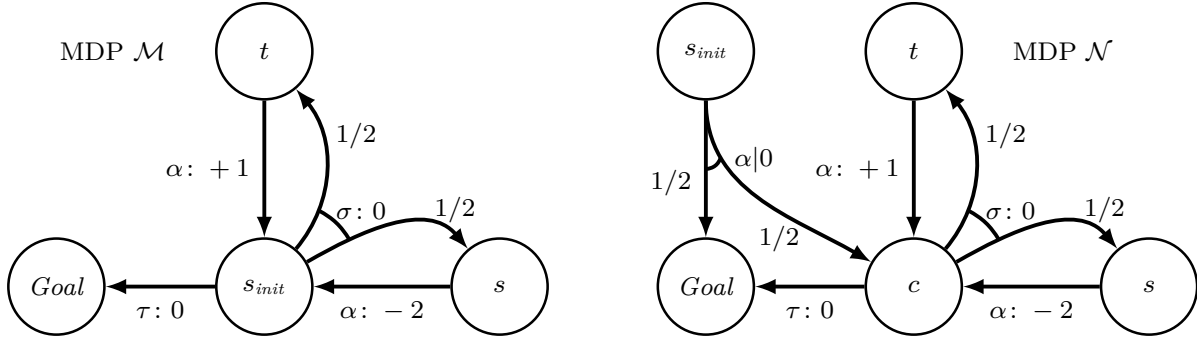 MDP ℳ
t
1/2
α: +1
σ: 0
1/2
Goal
τ: 0
s_init
α: −2
s
s_init
t
MDP 𝒩
1/2
α|0
α: +1
1/2
σ: 0
1/2
1/2
Goal
τ: 0
c
α: −2
s